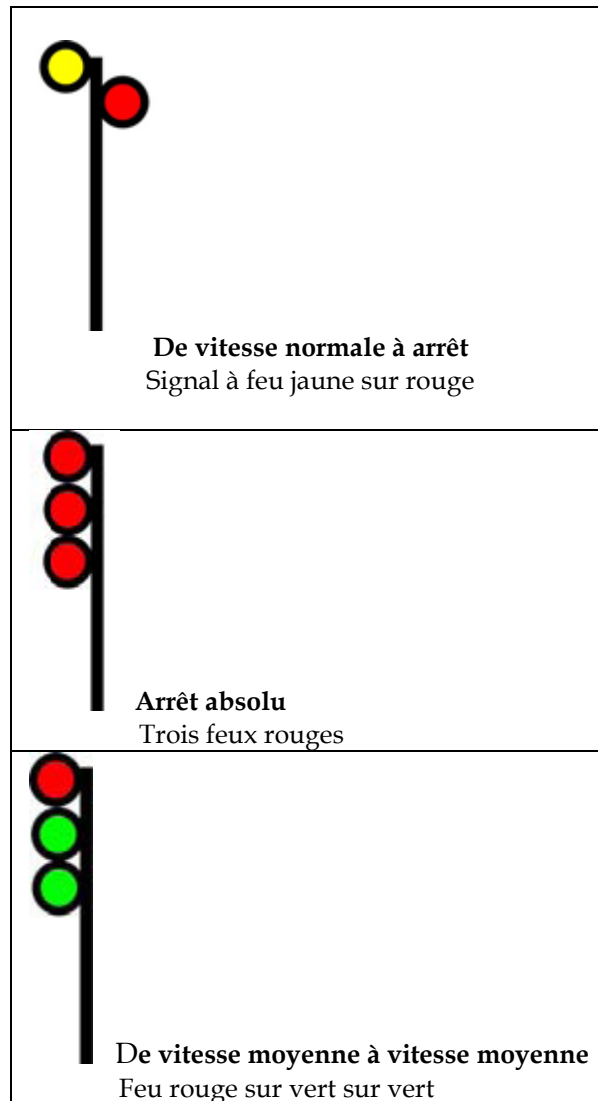 De vitesse normale à arrêt
Signal à feu jaune sur rouge
Arrêt absolu
Trois feux rouges
De vitesse moyenne à vitesse moyenne
Feu rouge sur vert sur vert